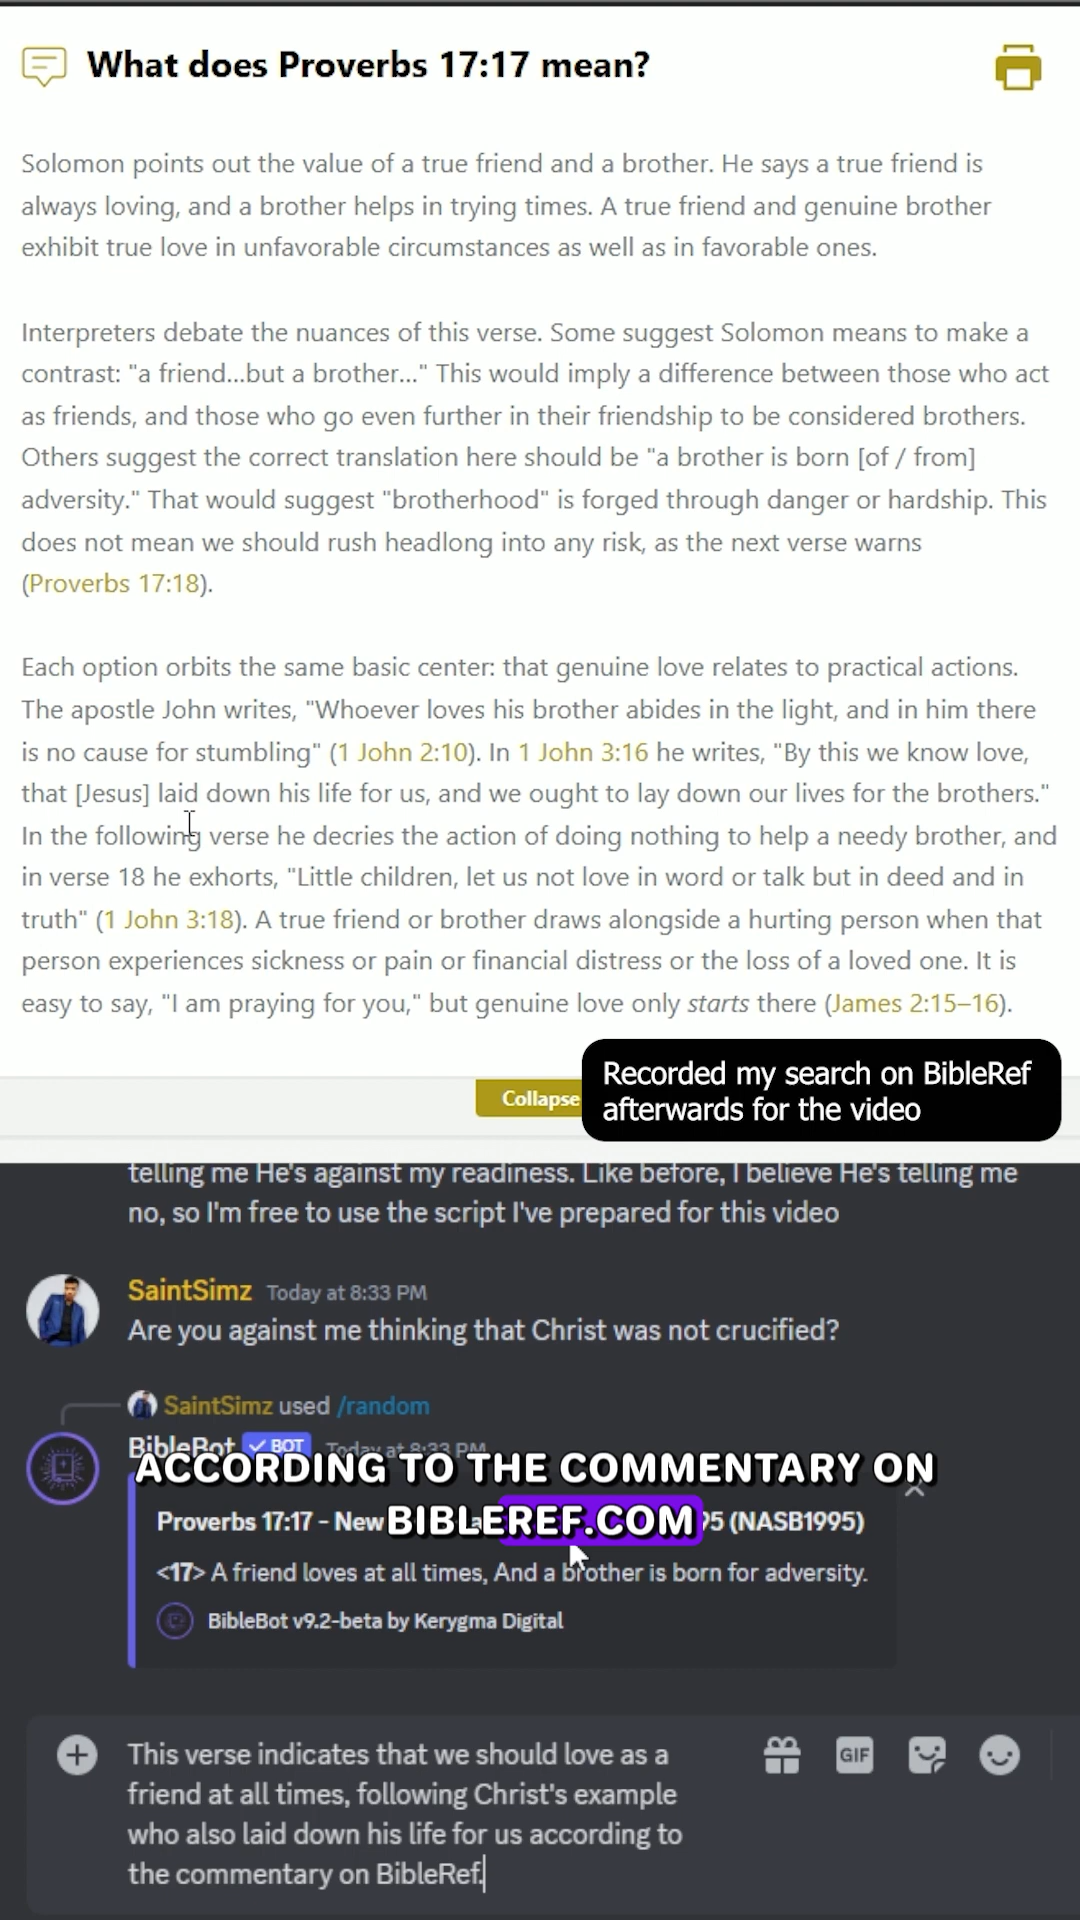 What does Proverbs 17:17 mean?
Solomon points out the value of a true friend and a brother. He says a true friend is
always loving, and a brother helps in trying times. A true friend and genuine brother
exhibit true love in unfavorable circumstances as well as in favorable ones.
Interpreters debate the nuances of this verse. Some suggest Solomon means to make a
contrast: "a friend...but a brother..." This would imply a difference between those who act
as friends, and those who go even further in their friendship to be considered brothers.
Others suggest the correct translation here should be "a brother is born [of / from]
adversity." That would suggest "brotherhood" is forged through danger or hardship. This
does not mean we should rush headlong into any risk, as the next verse warns
(Proverbs 17:18).
Each option orbits the same basic center: that genuine love relates to practical actions.
The apostle John writes, "Whoever loves his brother abides in the light, and in him there
is no cause for stumbling" (1 John 2:10). In 1 John 3:16 he writes, "By this we know love,
that [Jesus] laid down his life for us, and we ought to lay down our lives for the brothers."
In the following verse he decries the action of doing nothing to help a needy brother, and
in verse 18 he exhorts, "Little children, let us not love in word or talk but in deed and in
truth" (1 John 3:18). A true friend or brother draws alongside a hurting person when that
person experiences sickness or pain or financial distress or the loss of a loved one. It is
easy to say, "I am praying for you," but genuine love only starts there (James 2:15–16).
Collapse
Recorded my search on BibleRef
afterwards for the video
telling me He's against my readiness. Like before, I believe He's telling me
no, so I'm free to use the script I've prepared for this video
SaintSimz Today at 8:33 PM
Are you against me thinking that Christ was not crucified?
SaintSimz used /random
BibleBot BOT Today at 8:33 PM
ACCORDING TO THE COMMENTARY ON
BIBLEREF.COM
Proverbs 17:17 - New 95 (NASB1995)
<17> A friend loves at all times, And a brother is born for adversity.
BibleBot v9.2-beta by Kerygma Digital
This verse indicates that we should love as a
GIF
friend at all times, following Christ's example
who also laid down his life for us according to
the commentary on BibleRef.